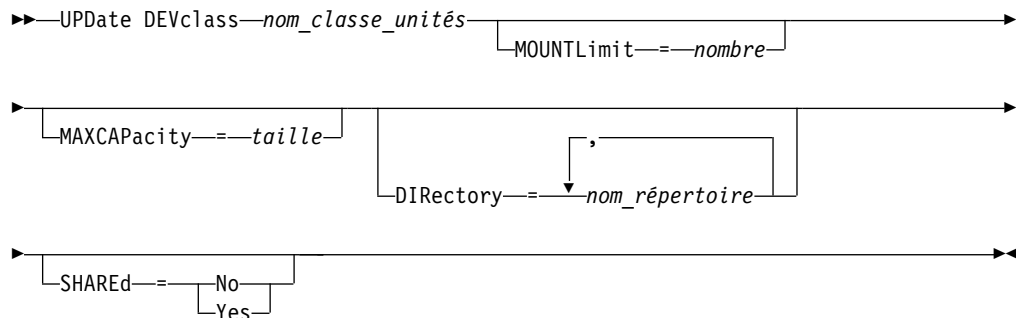 UPDate DEVclass nom_classe_unités
MOUNTLimit = nombre
MAXCAPacity = taille
,
DIRectory = nom_répertoire
SHAREd = No
Yes